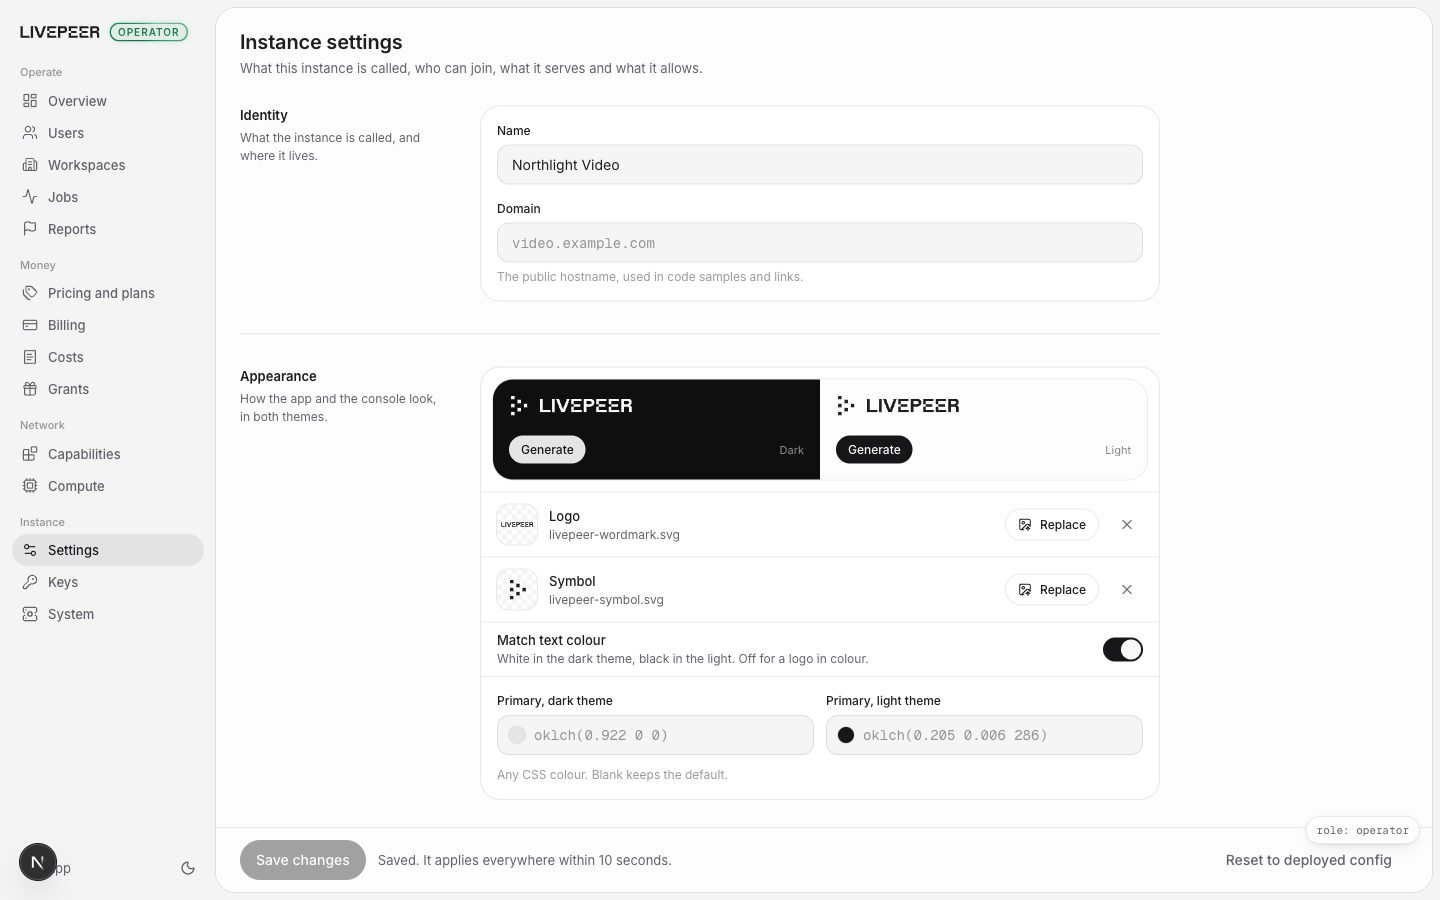 LIVEPEER OPERATOR
Operate
Overview
Users
Workspaces
Jobs
Reports
Money
Pricing and plans
Billing
Costs
Grants
Network
Capabilities
Compute
Instance
Settings
Keys
System
N
pp
Instance settings
What this instance is called, who can join, what it serves and what it allows.
Identity
What the instance is called, and
where it lives.
Name
Northlight Video
Domain
video.example.com
The public hostname, used in code samples and links.
Appearance
How the app and the console look,
in both themes.
LIVEPEER
Generate
Dark
LIVEPEER
Generate
Light
LIVEPEER
Logo
livepeer-wordmark.svg
Replace
Symbol
livepeer-symbol.svg
Replace
Match text colour
White in the dark theme, black in the light. Off for a logo in colour.
Primary, dark theme
oklch(0.922 0 0)
Primary, light theme
oklch(0.205 0.006 286)
Any CSS colour. Blank keeps the default.
role: operator
Save changes
Saved. It applies everywhere within 10 seconds.
Reset to deployed config